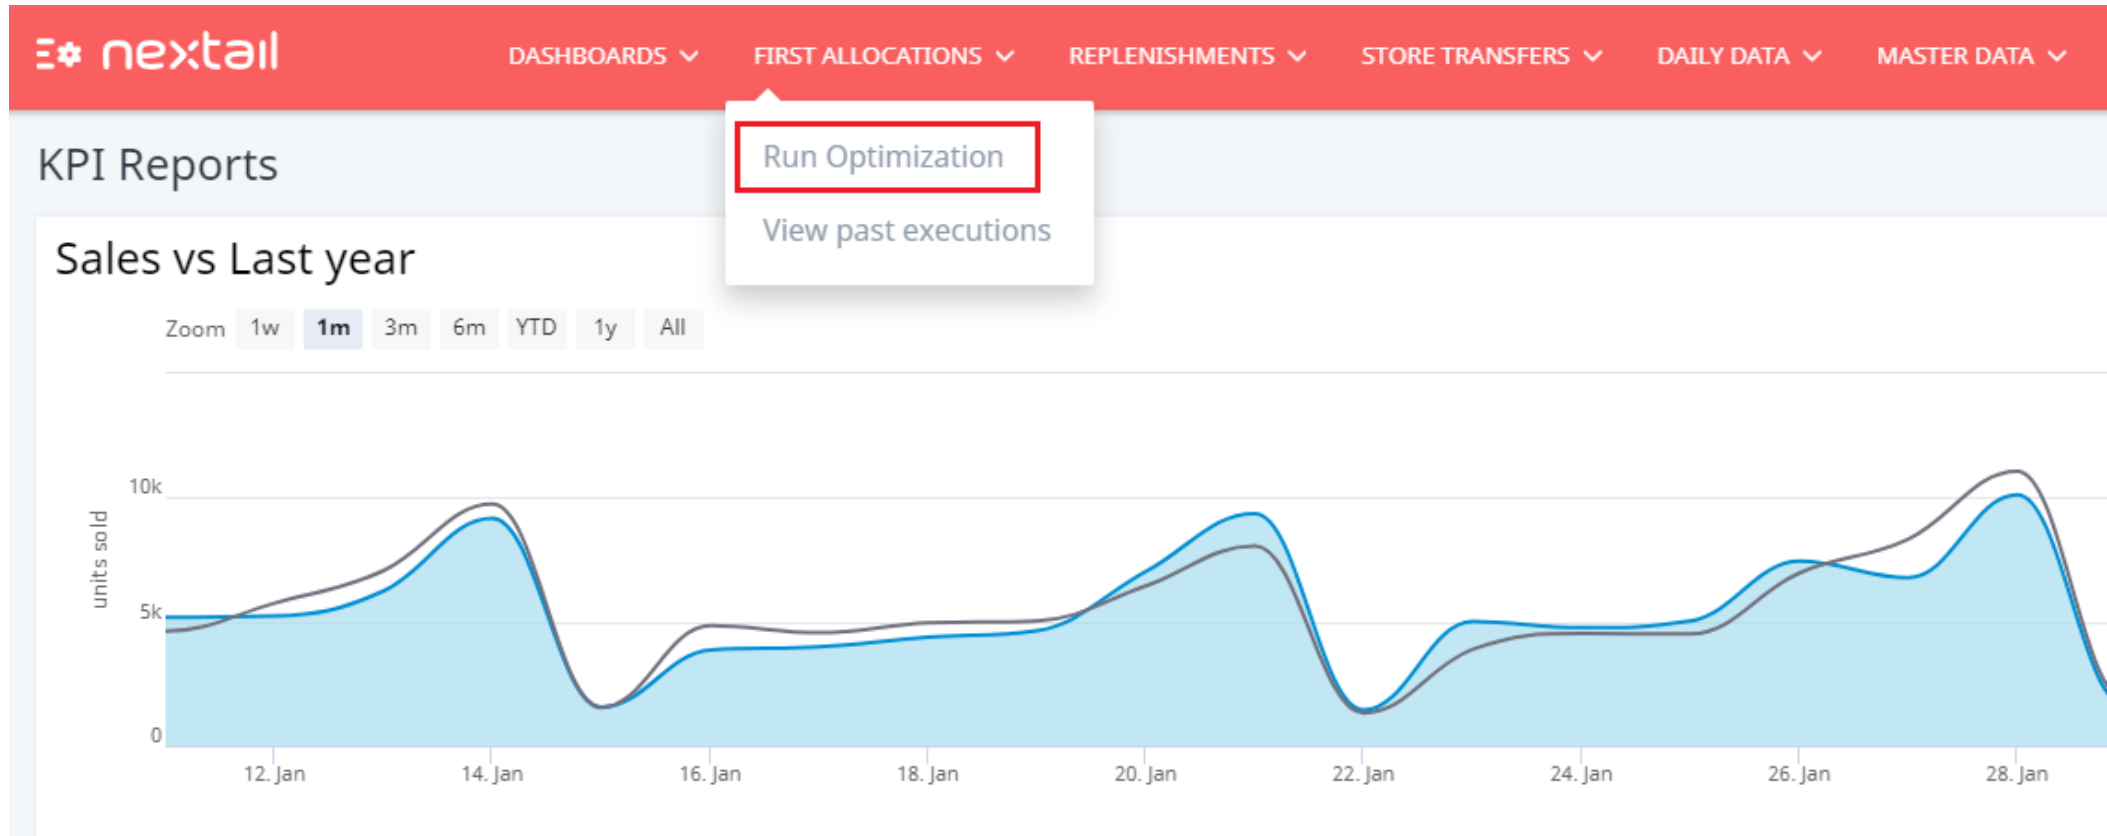 nextail
DASHBOARDS FIRST ALLOCATIONS REPLENISHMENTS STORE TRANSFERS DAILY DATA MASTER DATA
Run Optimization
View past executions
KPI Reports
Sales vs Last year
Zoom 1w 1m 3m 6m YTD 1y All
10k
5k
0
units sold
12. Jan 14. Jan 16. Jan 18. Jan 20. Jan 22. Jan 24. Jan 26. Jan 28. Jan